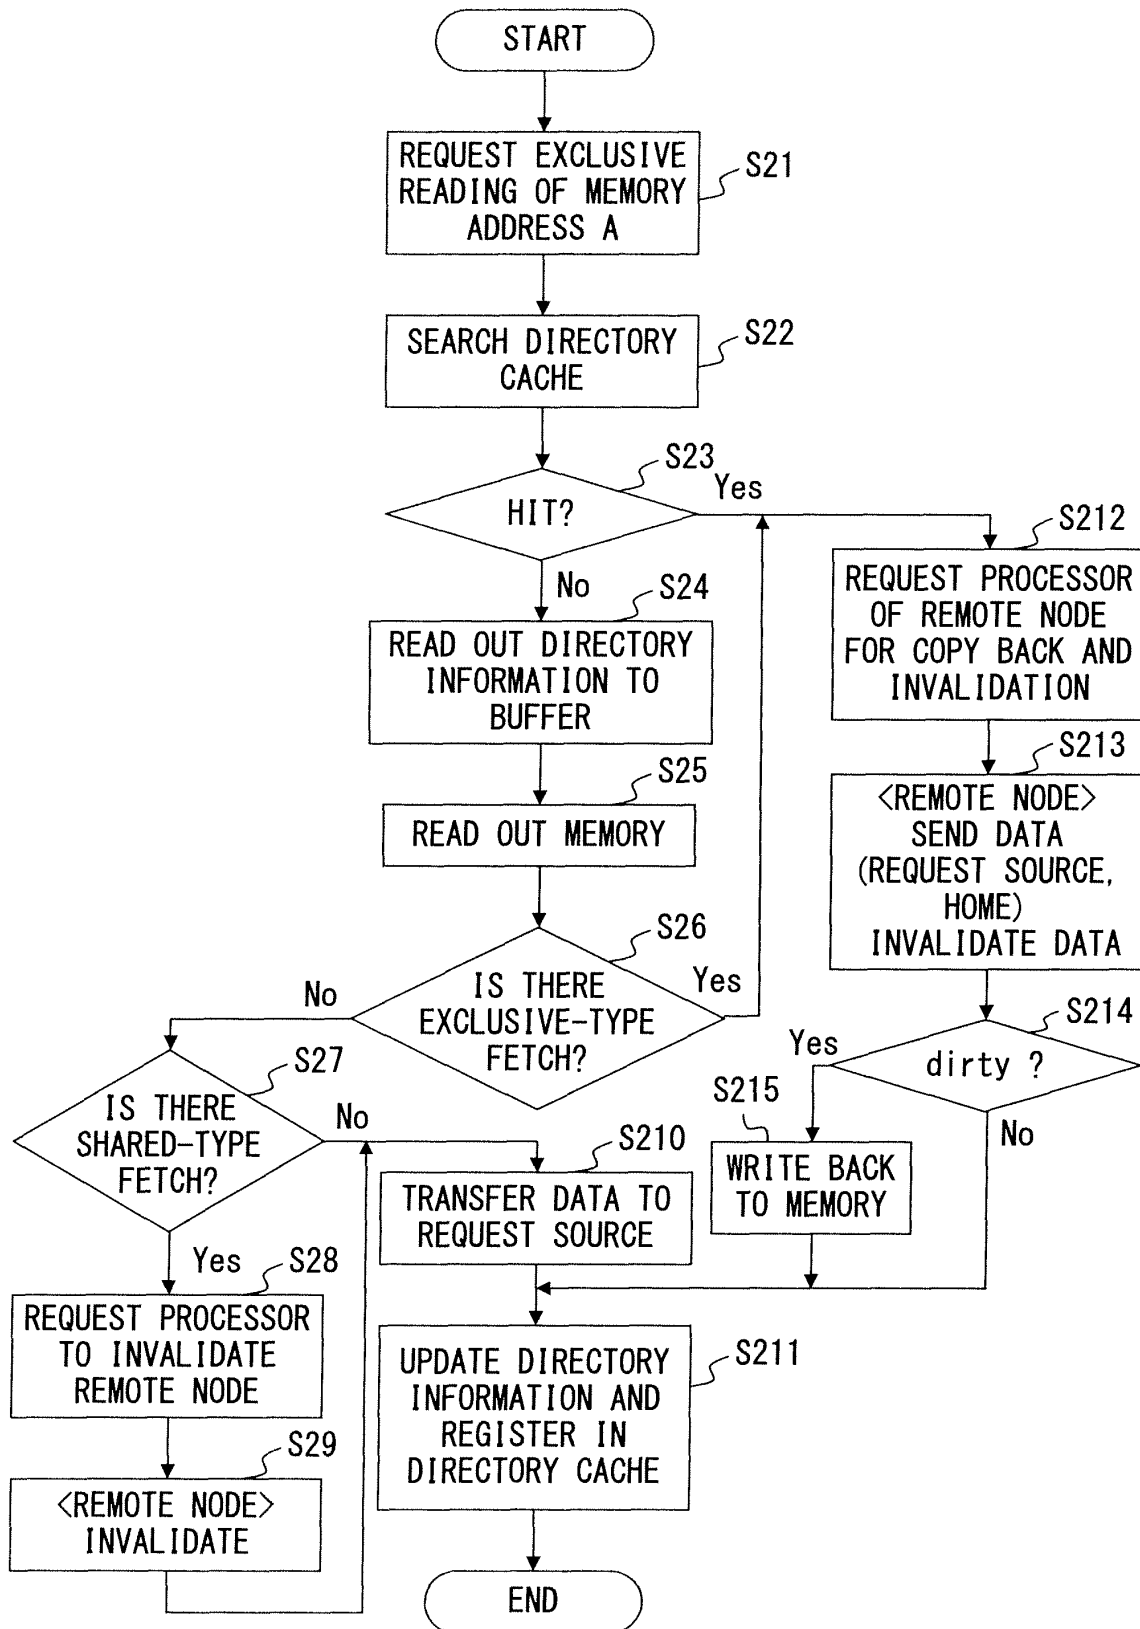 START
REQUEST EXCLUSIVE
READING OF MEMORY
ADDRESS A
S21
SEARCH DIRECTORY
CACHE
S22
HIT?
S23
Yes
No
READ OUT DIRECTORY
INFORMATION TO
BUFFER
S24
READ OUT MEMORY
S25
IS THERE
EXCLUSIVE-TYPE
FETCH?
S26
Yes
No
IS THERE
SHARED-TYPE
FETCH?
S27
No
Yes
REQUEST PROCESSOR
TO INVALIDATE
REMOTE NODE
S28
<REMOTE NODE>
INVALIDATE
S29
TRANSFER DATA TO
REQUEST SOURCE
S210
UPDATE DIRECTORY
INFORMATION AND
REGISTER IN
DIRECTORY CACHE
S211
REQUEST PROCESSOR
OF REMOTE NODE
FOR COPY BACK AND
INVALIDATION
S212
<REMOTE NODE>
SEND DATA
(REQUEST SOURCE,
HOME)
INVALIDATE DATA
S213
dirty ?
S214
Yes
No
WRITE BACK
TO MEMORY
S215
END